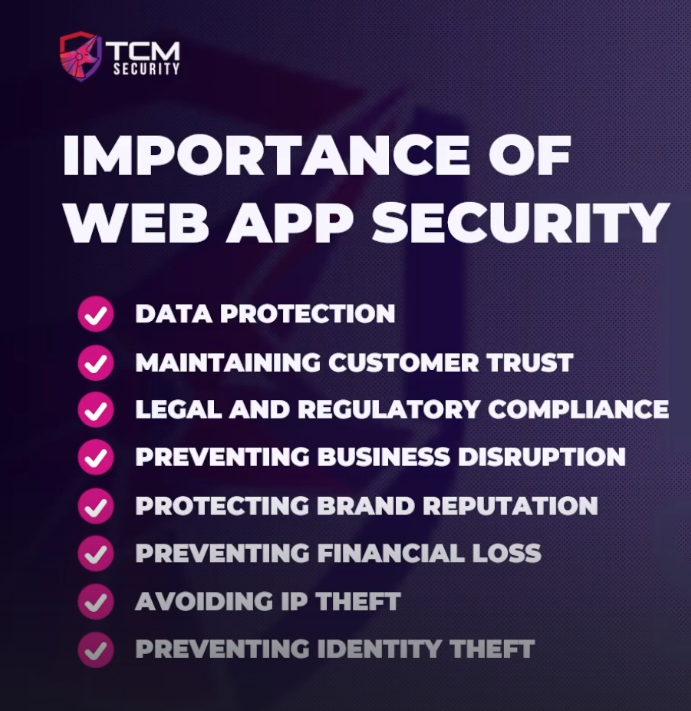 TCM
SECURITY
IMPORTANCE OF
WEB APP SECURITY
DATA PROTECTION
MAINTAINING CUSTOMER TRUST
LEGAL AND REGULATORY COMPLIANCE
PREVENTING BUSINESS DISRUPTION
PROTECTING BRAND REPUTATION
PREVENTING FINANCIAL LOSS
AVOIDING IP THEFT
PREVENTING IDENTITY THEFT